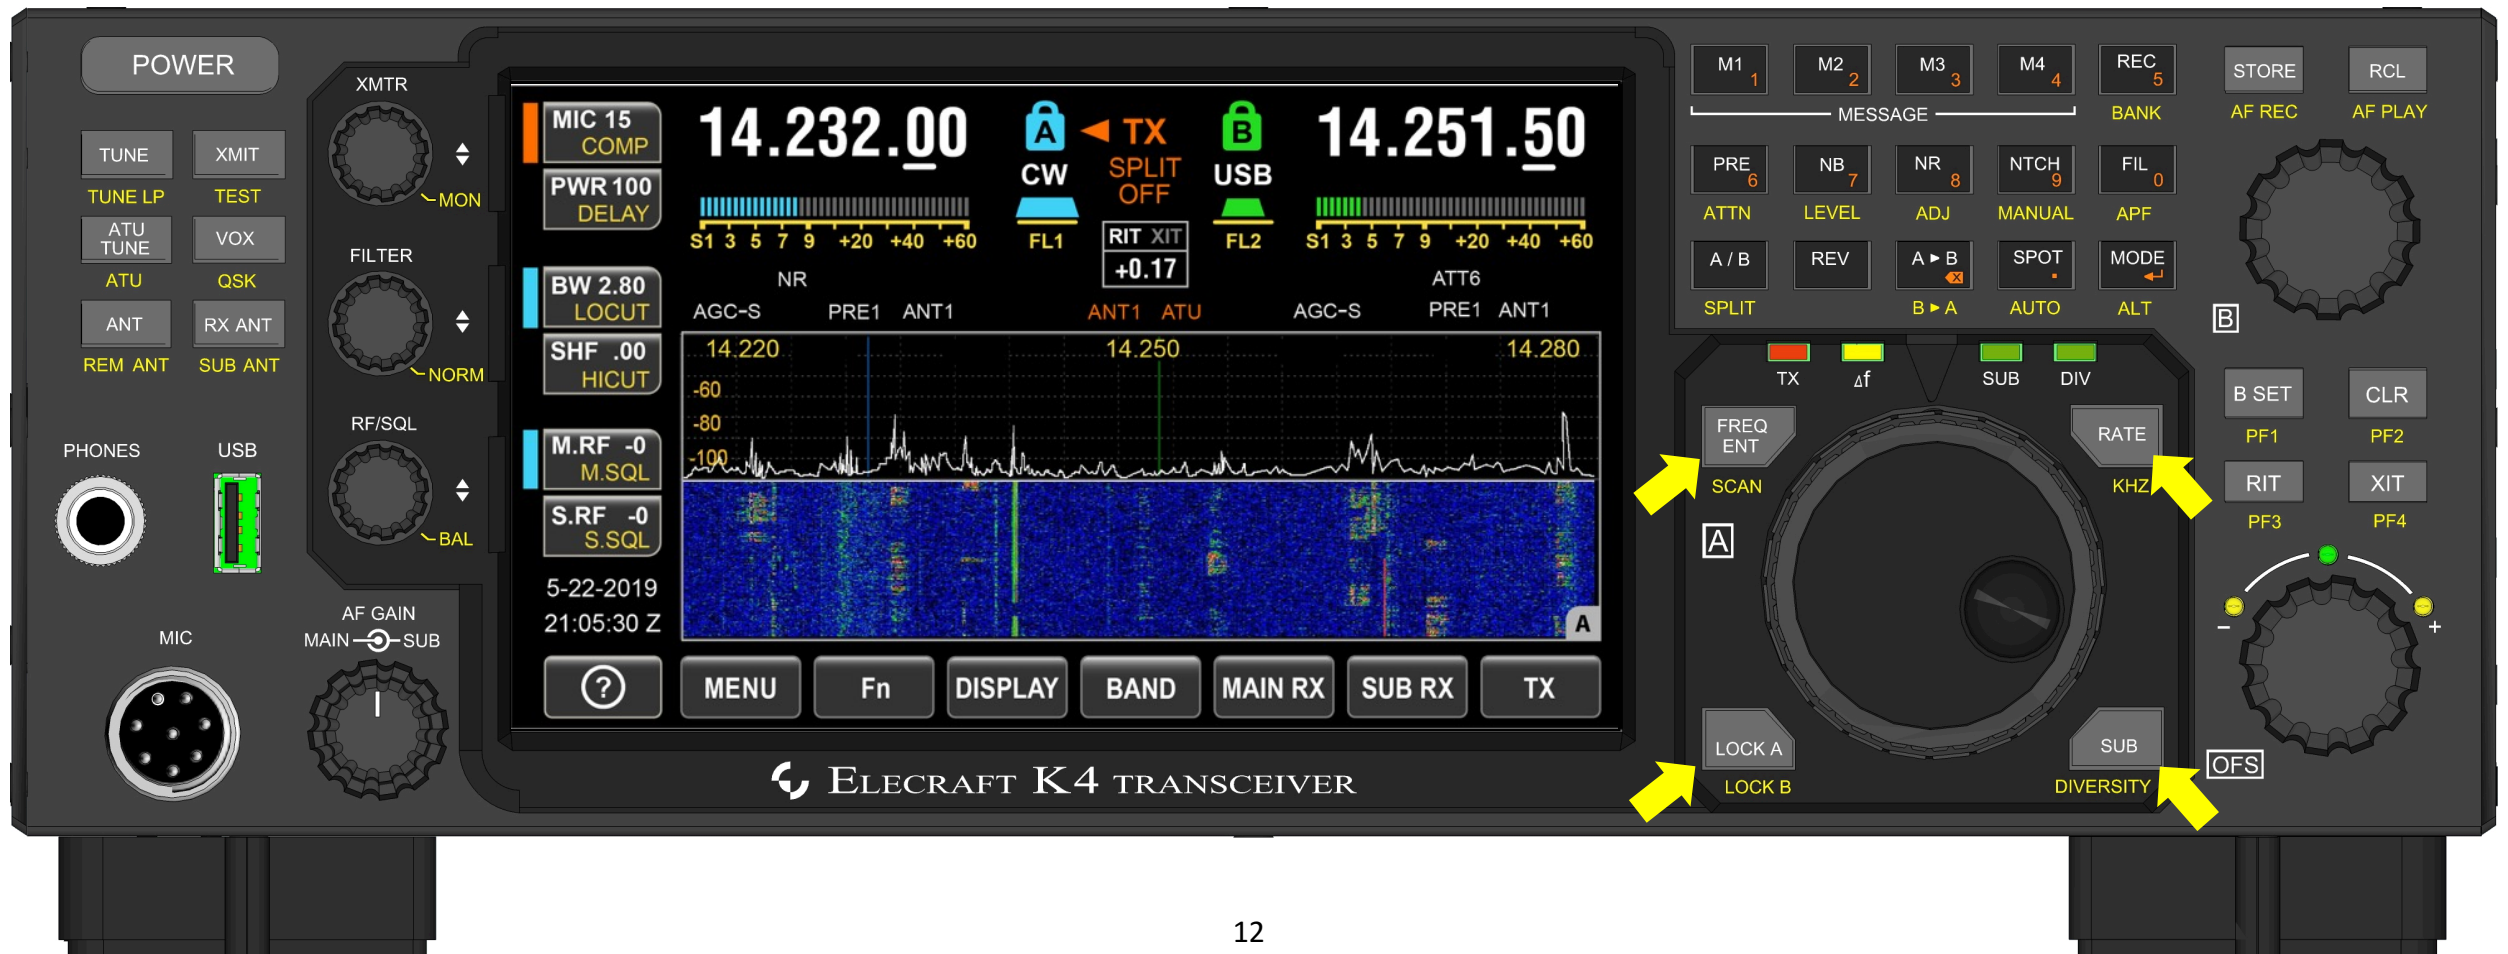 POWER
TUNE XMIT
TUNE LP TEST
ATU TUNE VOX
ATU QSK
ANT RX ANT
REM ANT SUB ANT
PHONES USB
MIC
XMTR
MON
FILTER
NORM
RF/SQL
BAL
AF GAIN
MAIN SUB
MIC 15
COMP
PWR 100
DELAY
BW 2.80
LOCUT
SHF .00
HICUT
M.RF -0
M.SQL
S.RF -0
S.SQL
5-22-2019
21:05:30 Z
14.232.00 A ◀ TX B 14.251.50
CW SPLIT OFF USB
S1 3 5 7 9 +20 +40 +60 FL1 RIT XIT FL2 S1 3 5 7 9 +20 +40 +60
+0.17
NR ATT6
AGC-S PRE1 ANT1 ANT1 ATU AGC-S PRE1 ANT1
14.220 14.250 14.280
-60
-80
-100
A
? MENU Fn DISPLAY BAND MAIN RX SUB RX TX
ELECRAFT K4 TRANSCEIVER
M1 1 M2 2 M3 3 M4 4 REC 5
MESSAGE BANK
PRE 6 NB 7 NR 8 NTCH 9 FIL 0
ATTN LEVEL ADJ MANUAL APF
A / B REV A ▶ B SPOT . MODE
SPLIT B ▶ A AUTO ALT
STORE RCL
AF REC AF PLAY
B
TX Δf SUB DIV
FREQ ENT RATE
SCAN KHZ
A
LOCK A SUB
LOCK B DIVERSITY
B SET CLR
PF1 PF2
RIT XIT
PF3 PF4
− +
OFS
12